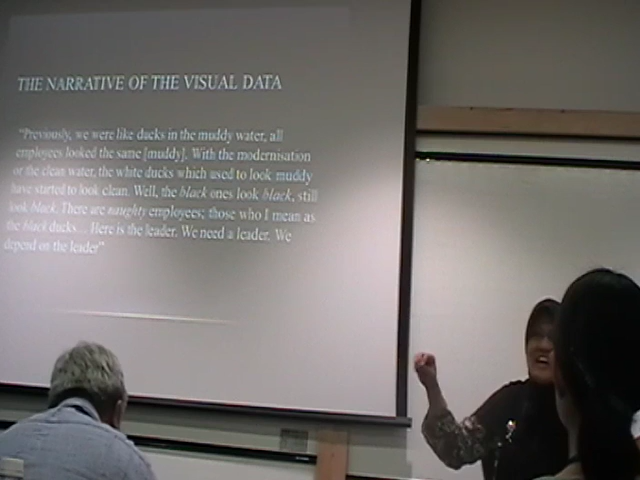 THE NARRATIVE OF THE VISUAL DATA
"Previously, we were like ducks in the muddy water, all
employees looked the same [muddy]. With the modernisation
or the clean water, the white ducks which used to look muddy
have started to look clean. Well, the black ones look black, still
look black. There are naughty employees; those who I mean as
the black ducks... Here is the leader. We need a leader. We
depend on the leader"